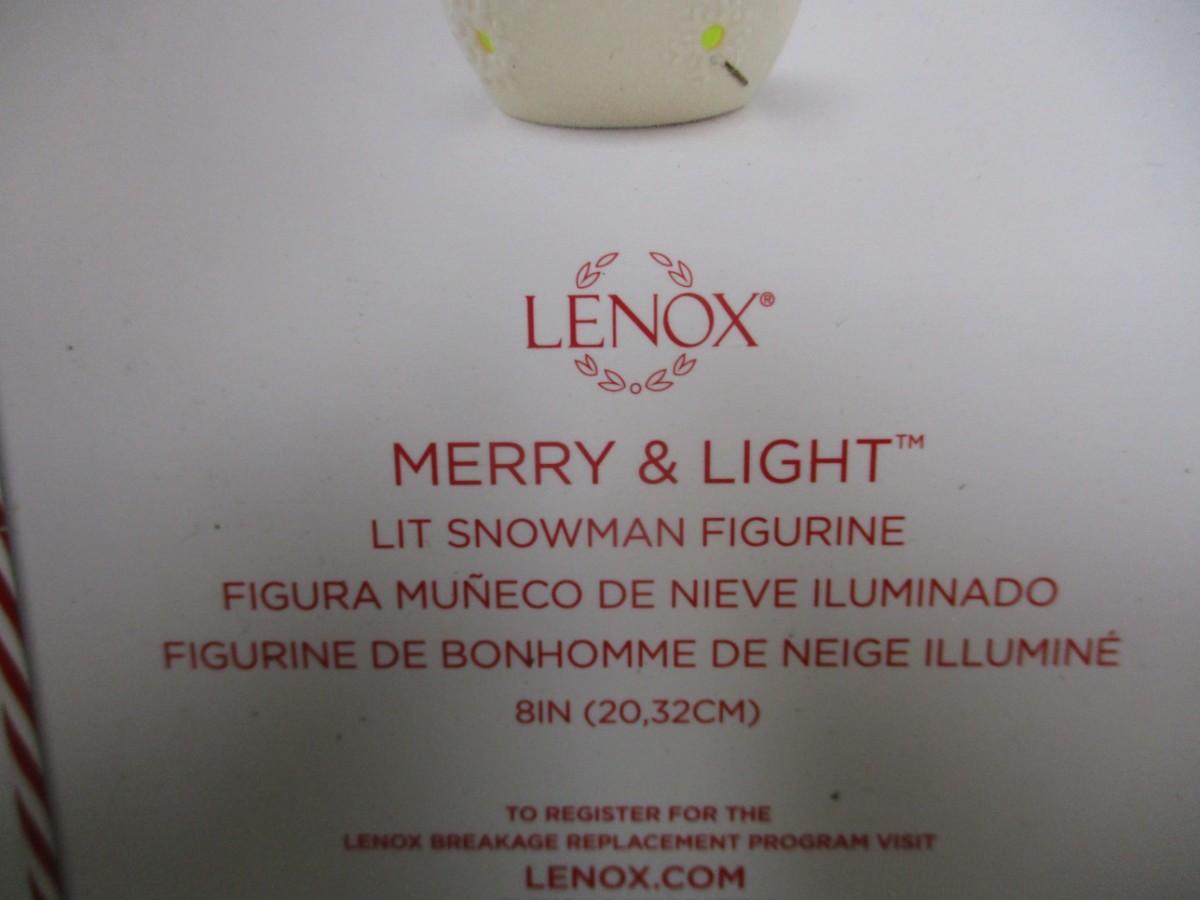 LENOX®
MERRY & LIGHT™
LIT SNOWMAN FIGURINE
FIGURA MUÑECO DE NIEVE ILUMINADO
FIGURINE DE BONHOMME DE NEIGE ILLUMINÉ
8IN (20,32CM)
TO REGISTER FOR THE
LENOX BREAKAGE REPLACEMENT PROGRAM VISIT
LENOX.COM